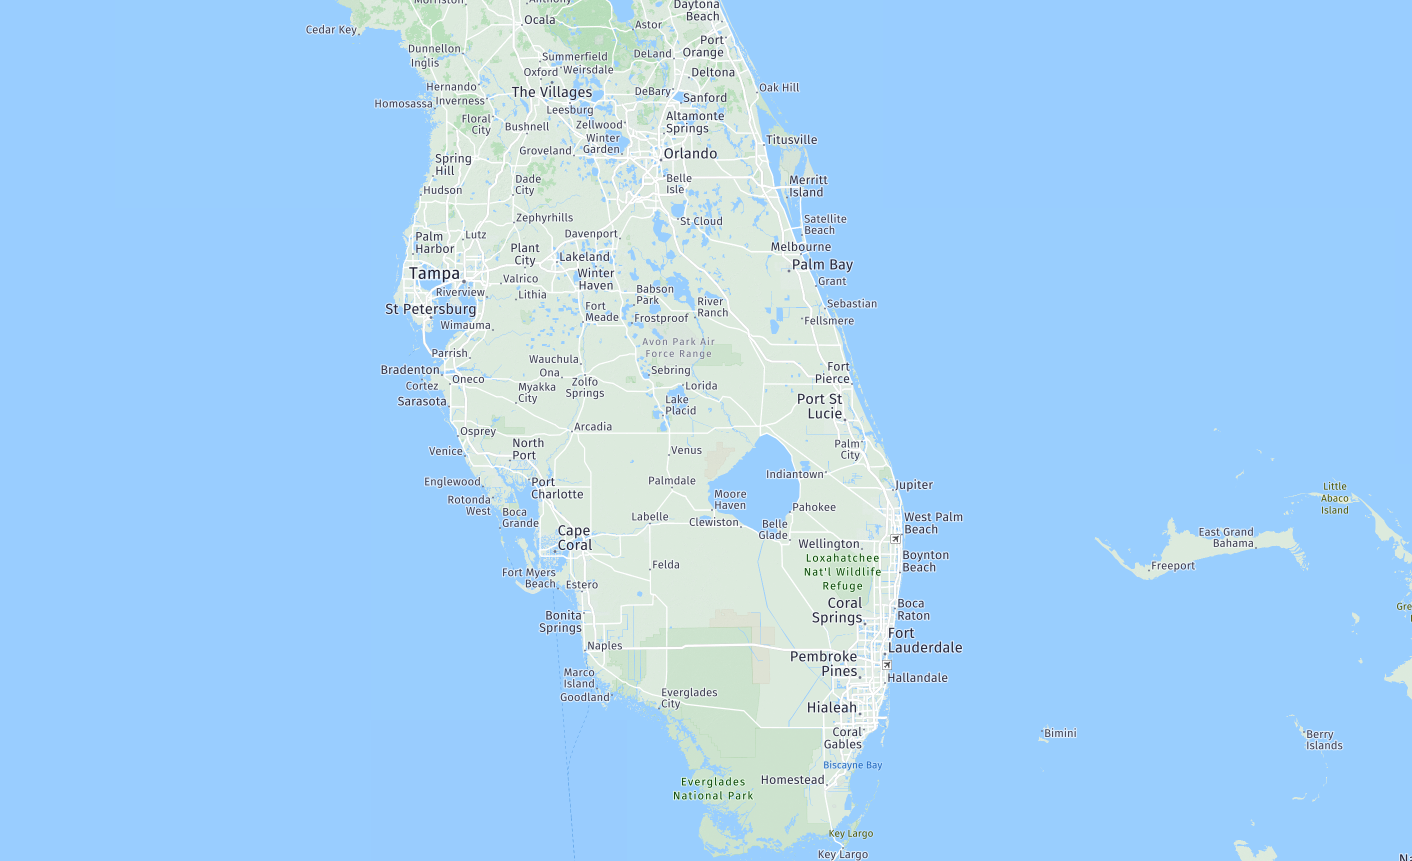 Morriston
Anthony
Daytona
Beach
Cedar Key
Ocala
Astor
Port
Orange
Dunnellon
Inglis
Summerfield
DeLand
Oxford
Weirsdale
Deltona
Hernando
Inverness
The Villages
DeBary
Sanford
Oak Hill
Homosassa
Leesburg
Floral
City
Bushnell
Zellwood
Altamonte
Springs
Winter
Garden
Titusville
Groveland
Orlando
Spring
Hill
Hudson
Dade
City
Belle
Isle
Merritt
Island
Zephyrhills
St Cloud
Satellite
Beach
Palm
Harbor
Lutz
Davenport
Plant
City
Lakeland
Melbourne
Palm Bay
Tampa
Valrico
Winter
Haven
Grant
Riverview
Lithia
Babson
Park
River
Ranch
Sebastian
St Petersburg
Fort
Meade
Frostproof
Fellsmere
Wimauma
Avon Park Air
Force Range
Parrish
Wauchula
Bradenton
Oneco
Ona
Sebring
Fort
Pierce
Cortez
Myakka
City
Zolfo
Springs
Lorida
Sarasota
Lake
Placid
Port St
Lucie
Osprey
Arcadia
Venice
North
Port
Venus
Palm
City
Englewood
Port
Charlotte
Palmdale
Indiantown
Jupiter
Little
Abaco
Island
Rotonda
West
Boca
Grande
Moore
Haven
Pahokee
Labelle
Clewiston
Belle
Glade
West Palm
Beach
Cape
Coral
Wellington
East Grand
Bahama
Loxahatchee
Nat'l Wildlife
Refuge
Boynton
Beach
Fort Myers
Beach
Estero
Felda
Freeport
Coral
Springs
Boca
Raton
Gre
Bonita
Springs
Fort
Lauderdale
Naples
Pembroke
Pines
Marco
Island
Goodland
Hallandale
Everglades
City
Hialeah
Coral
Gables
Bimini
Berry
Islands
Biscayne Bay
Everglades
National Park
Homestead
Key Largo
Key Largo
Na